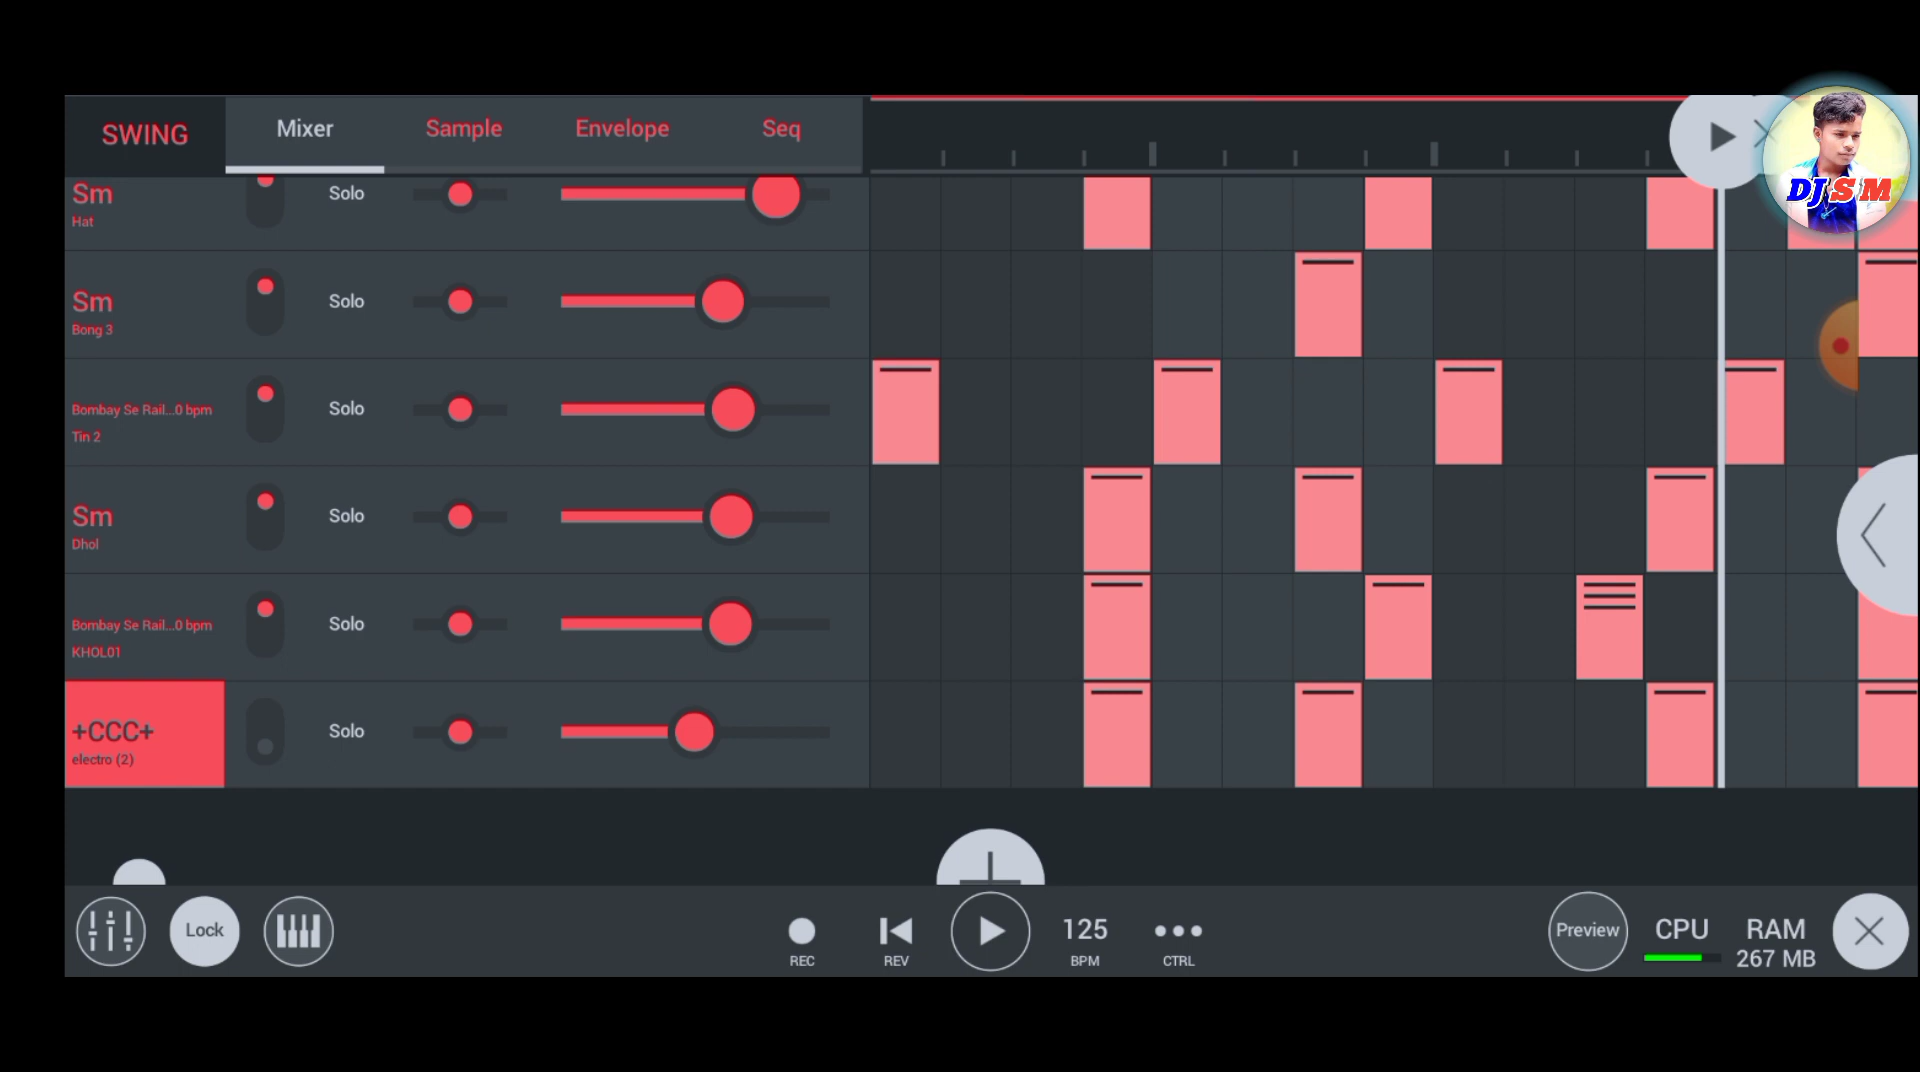 SWING Mixer Sample Envelope Seq
DJ S M
Sm Solo
Hat
Sm Solo
Bong 3
Bombay Se Rail...0 bpm Solo
Tin 2
Sm Solo
Dhol
Bombay Se Rail...0 bpm Solo
KHOL01
+CCC+ Solo
electro (2)
Lock 125 Preview CPU RAM
REC REV BPM CTRL 267 MB